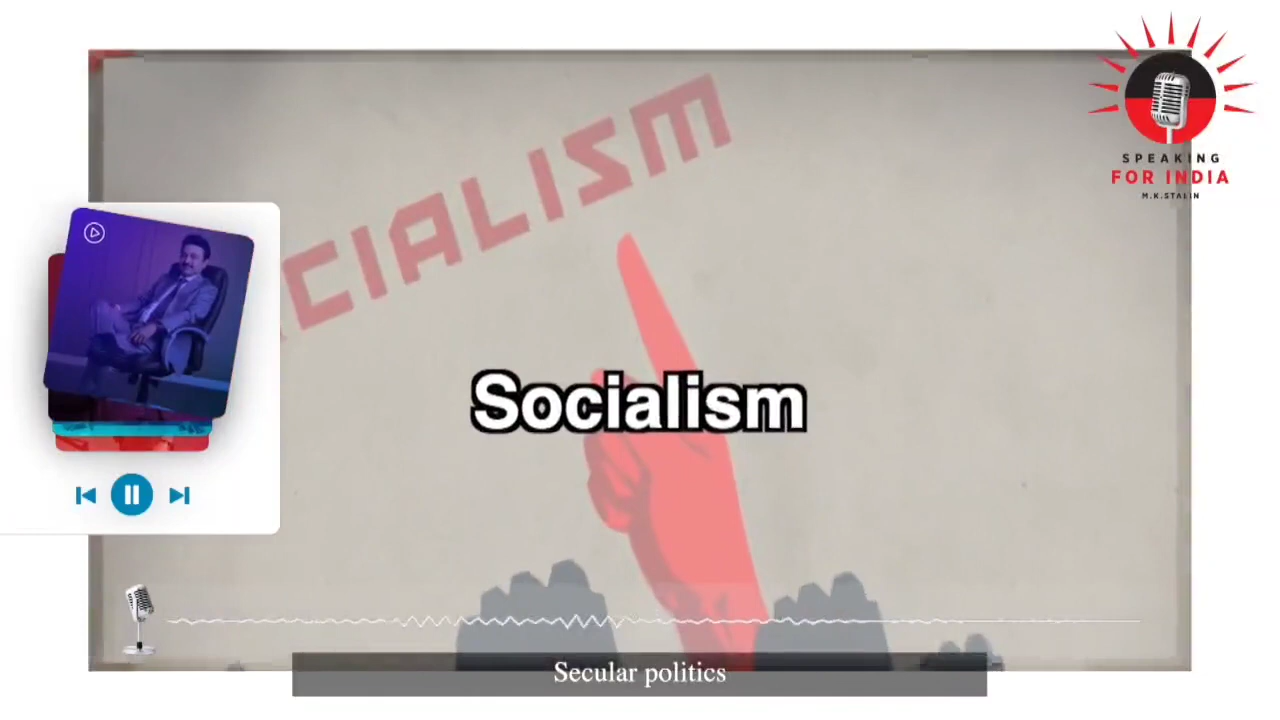 SPEAKING
FOR INDIA
M.K.STALIN
CIALISM
Socialism
Secular politics